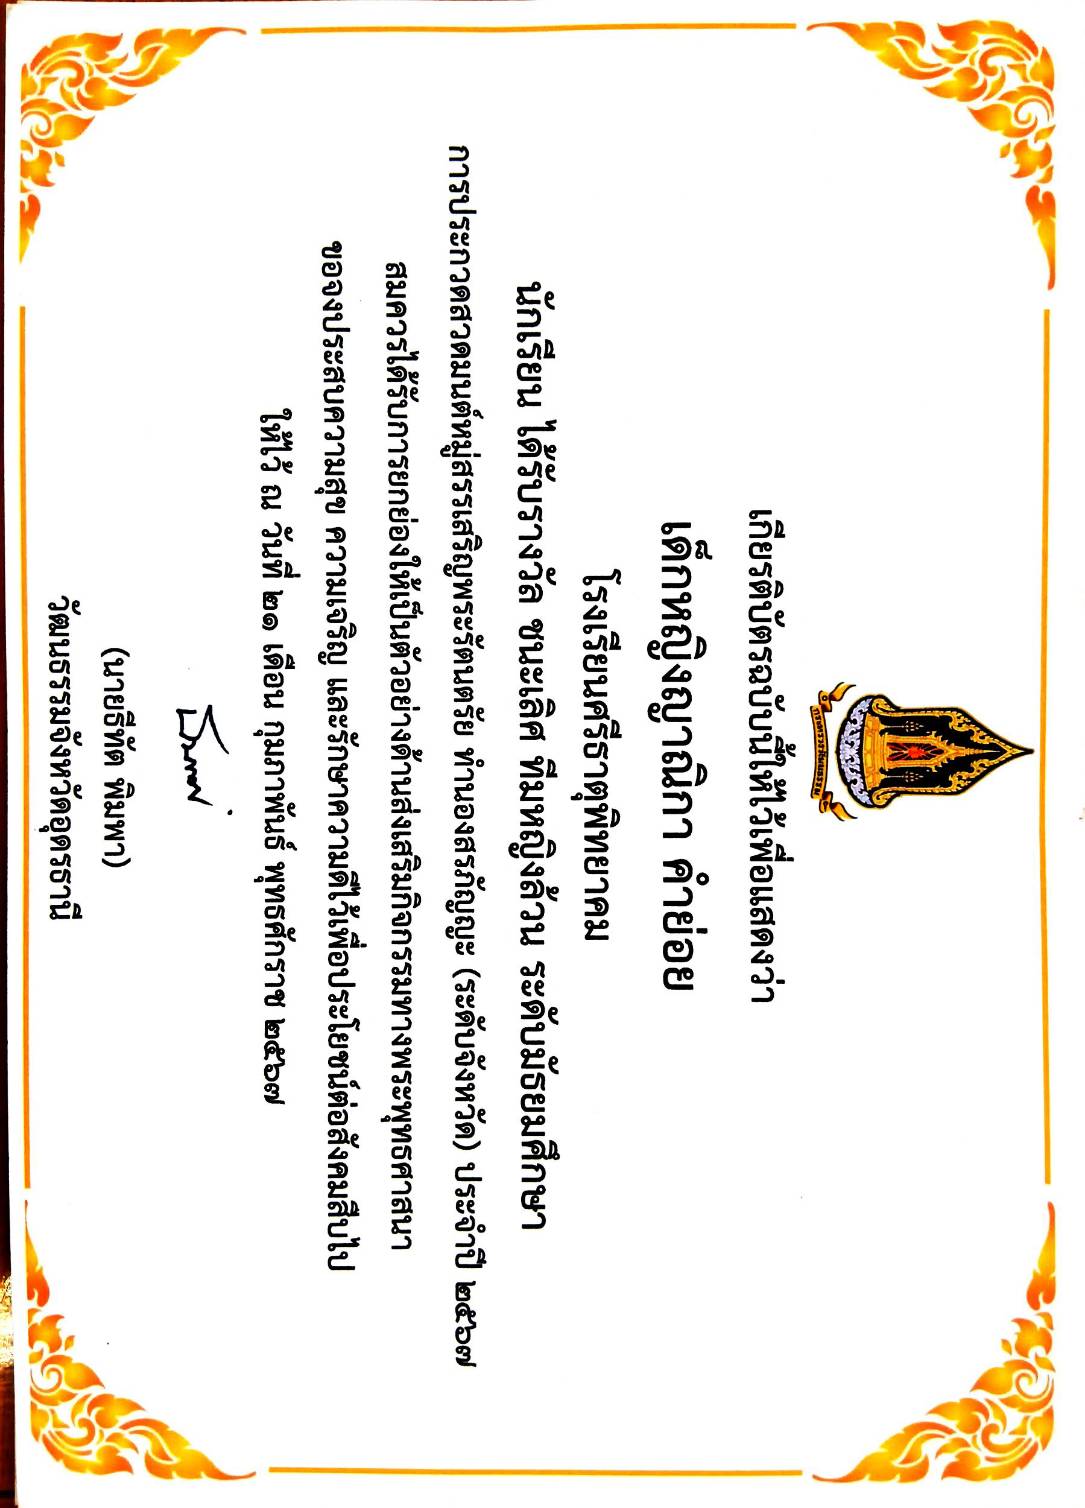 กระทรวงวัฒนธรรม
เกียรติบัตรฉบับนี้ให้ไว้เพื่อแสดงว่า
เด็กหญิงญาณิกา คำย่อย
โรงเรียนศรีธาตุพิทยาคม
นักเรียน ได้รับรางวัล ชนะเลิศ ทีมหญิงล้วน ระดับมัธยมศึกษา
การประกวดสวดมนต์หมู่สรรเสริญพระรัตนตรัย ทำนองสรภัญญะ (ระดับจังหวัด) ประจำปี ๒๕๖๗
สมควรได้รับการยกย่องให้เป็นตัวอย่างด้านส่งเสริมกิจกรรมทางพระพุทธศาสนา
ขอจงประสบความสุข ความเจริญ และรักษาความดีไว้เพื่อประโยชน์ต่อสังคมสืบไป
ให้ไว้ ณ วันที่ ๒๑ เดือน กุมภาพันธ์ พุทธศักราช ๒๕๖๗
(นายธีทัต พิมพา)
วัฒนธรรมจังหวัดอุดรธานี